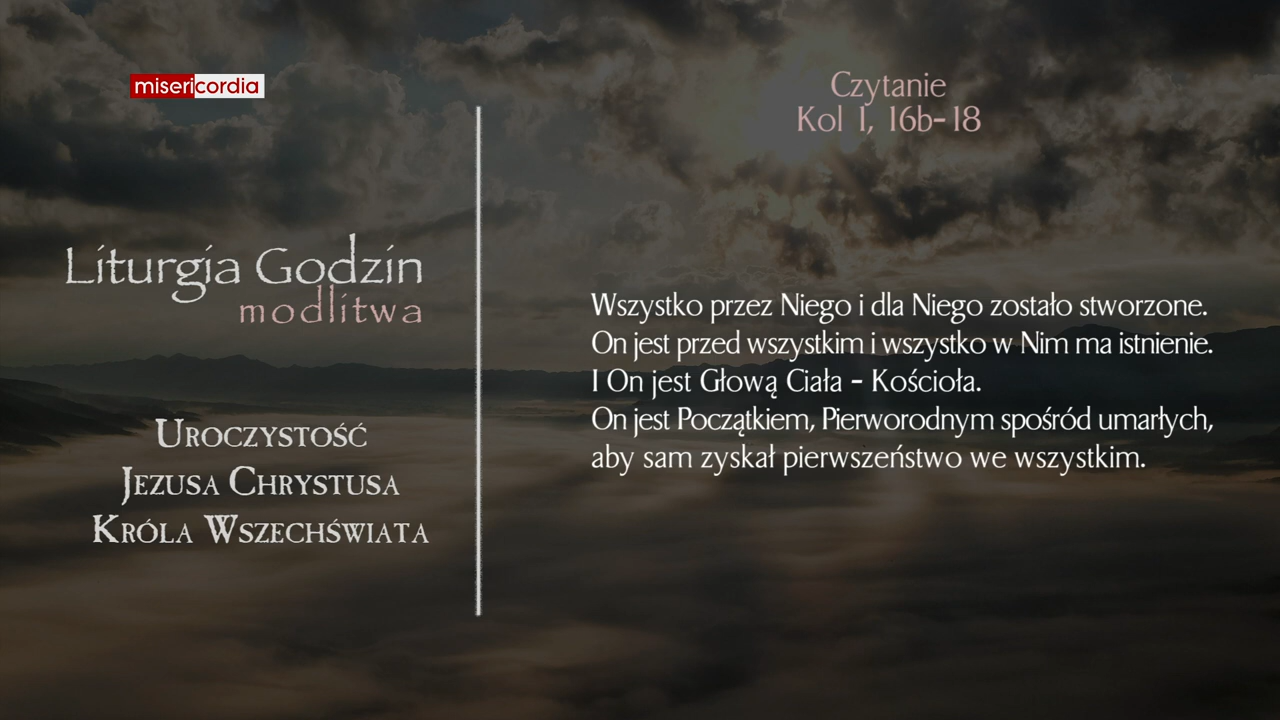 misericordia
Liturgia Godzin
modlitwa
Uroczystość
Jezusa Chrystusa
Króla Wszechświata
Czytanie
Kol 1, 16b-18
Wszystko przez Niego i dla Niego zostało stworzone.
On jest przed wszystkim i wszystko w Nim ma istnienie.
I On jest Głową Ciała - Kościoła.
On jest Początkiem, Pierworodnym spośród umarłych,
aby sam zyskał pierwszeństwo we wszystkim.